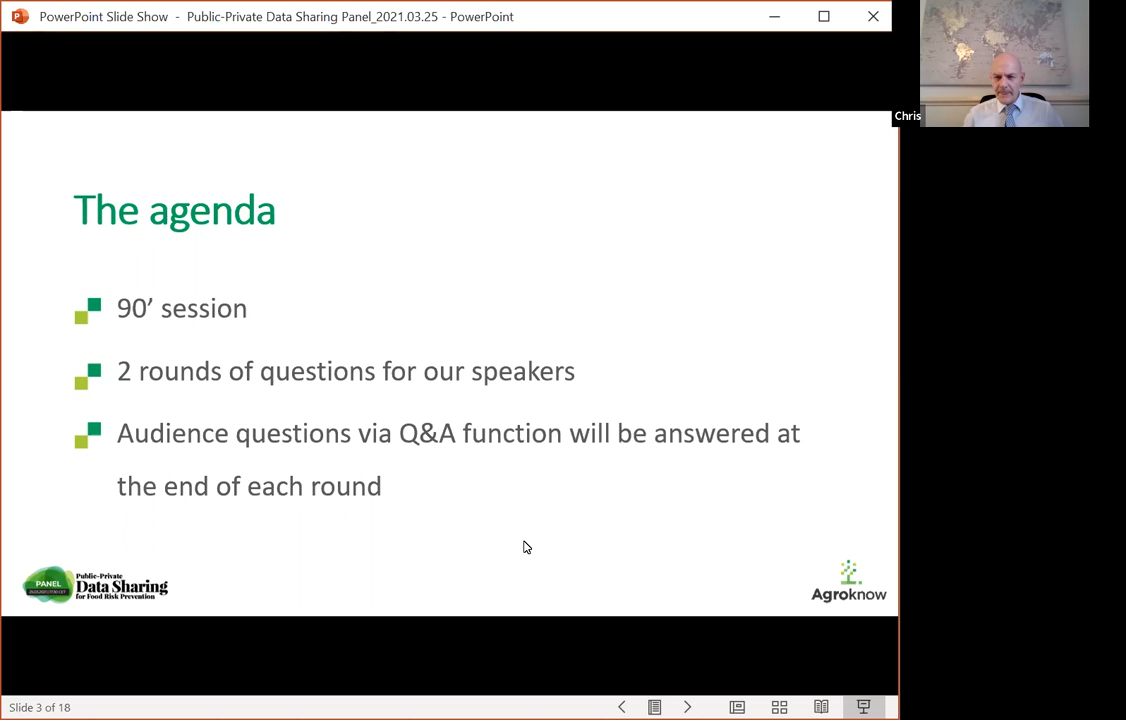 PowerPoint Slide Show - Public-Private Data Sharing Panel_2021.03.25 - PowerPoint
Chris
The agenda
90’ session
2 rounds of questions for our speakers
Audience questions via Q&A function will be answered at
the end of each round
PANEL
Public-Private
Data Sharing
for Food Risk Prevention
Agroknow
Slide 3 of 18